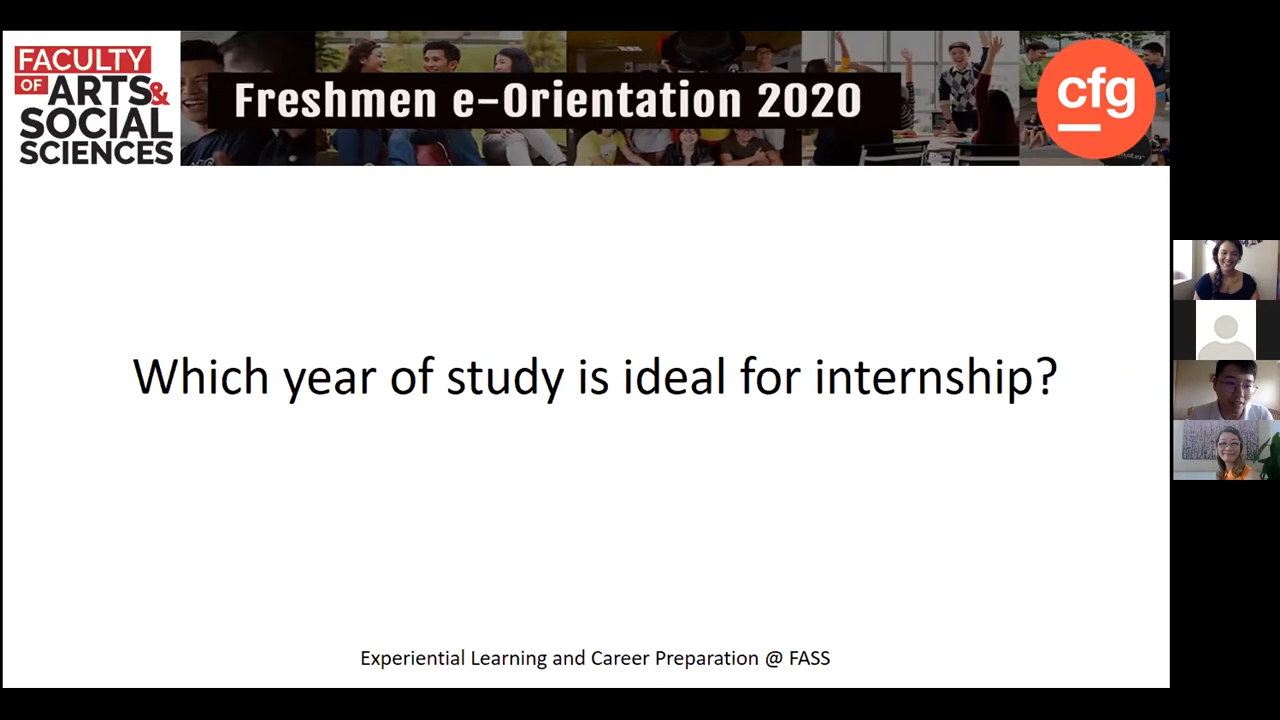 FACULTY
OF ARTS&
SOCIAL
SCIENCES
Freshmen e-Orientation 2020
cfg
Which year of study is ideal for internship?
Experiential Learning and Career Preparation @ FASS